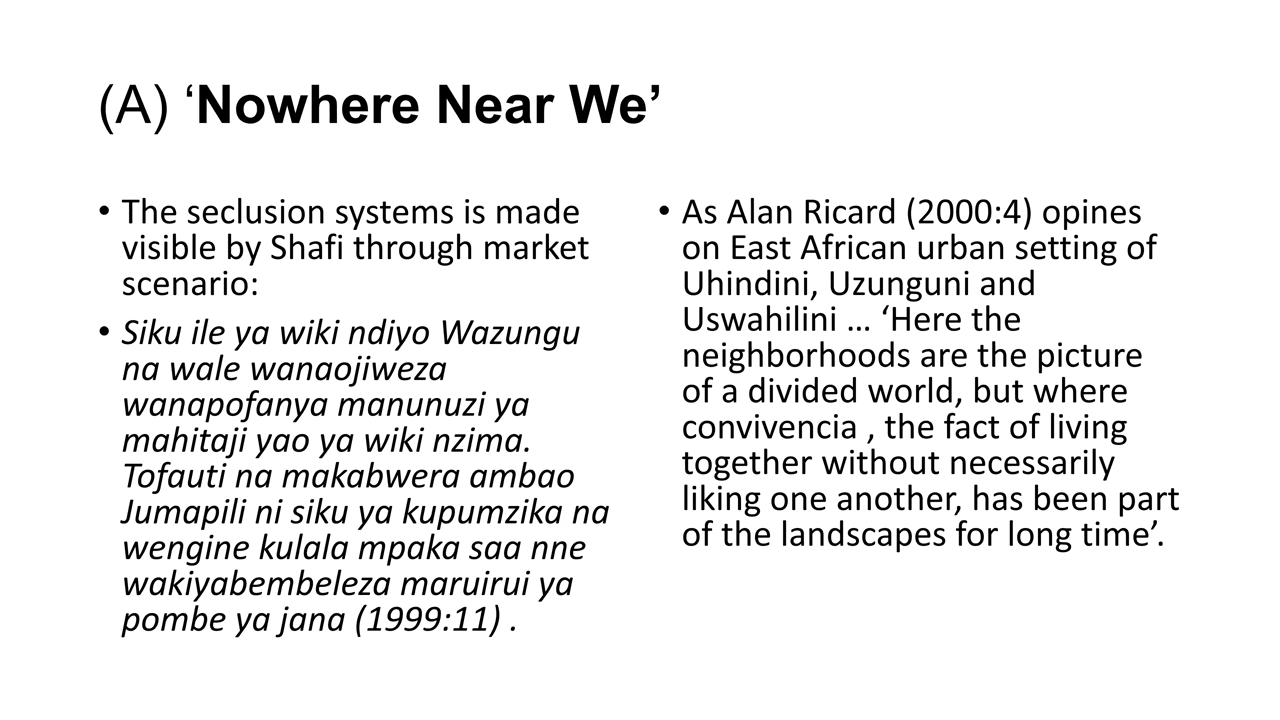 (A) ‘Nowhere Near We’
• The seclusion systems is made
visible by Shafi through market
scenario:
• Siku ile ya wiki ndiyo Wazungu
na wale wanaojiweza
wanapofanya manunuzi ya
mahitaji yao ya wiki nzima.
Tofauti na makabwera ambao
Jumapili ni siku ya kupumzika na
wengine kulala mpaka saa nne
wakiyabembeleza maruirui ya
pombe ya jana (1999:11) .
• As Alan Ricard (2000:4) opines
on East African urban setting of
Uhindini, Uzunguni and
Uswahilini … ‘Here the
neighborhoods are the picture
of a divided world, but where
convivencia , the fact of living
together without necessarily
liking one another, has been part
of the landscapes for long time’.